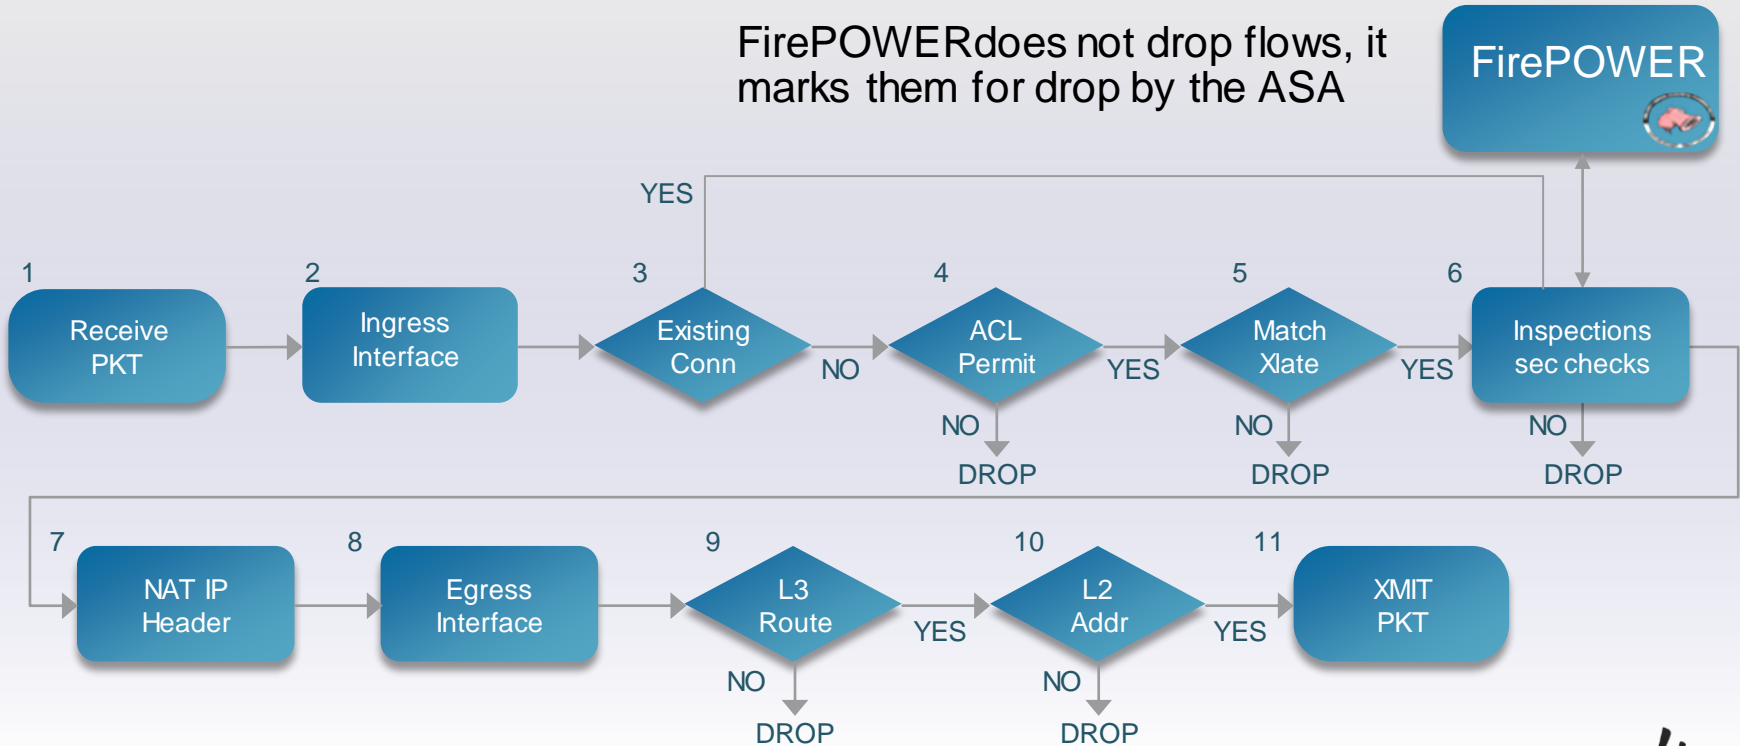 FirePOWERdoes not drop flows, it
marks them for drop by the ASA
FirePOWER
YES
1
2
3
4
5
6
Receive
PKT
Ingress
Interface
Existing
Conn
NO
ACL
Permit
YES
Match
Xlate
YES
Inspections
sec checks
NO
DROP
NO
DROP
NO
DROP
7
8
9
10
11
NAT IP
Header
Egress
Interface
L3
Route
YES
L2
Addr
YES
XMIT
PKT
NO
DROP
NO
DROP